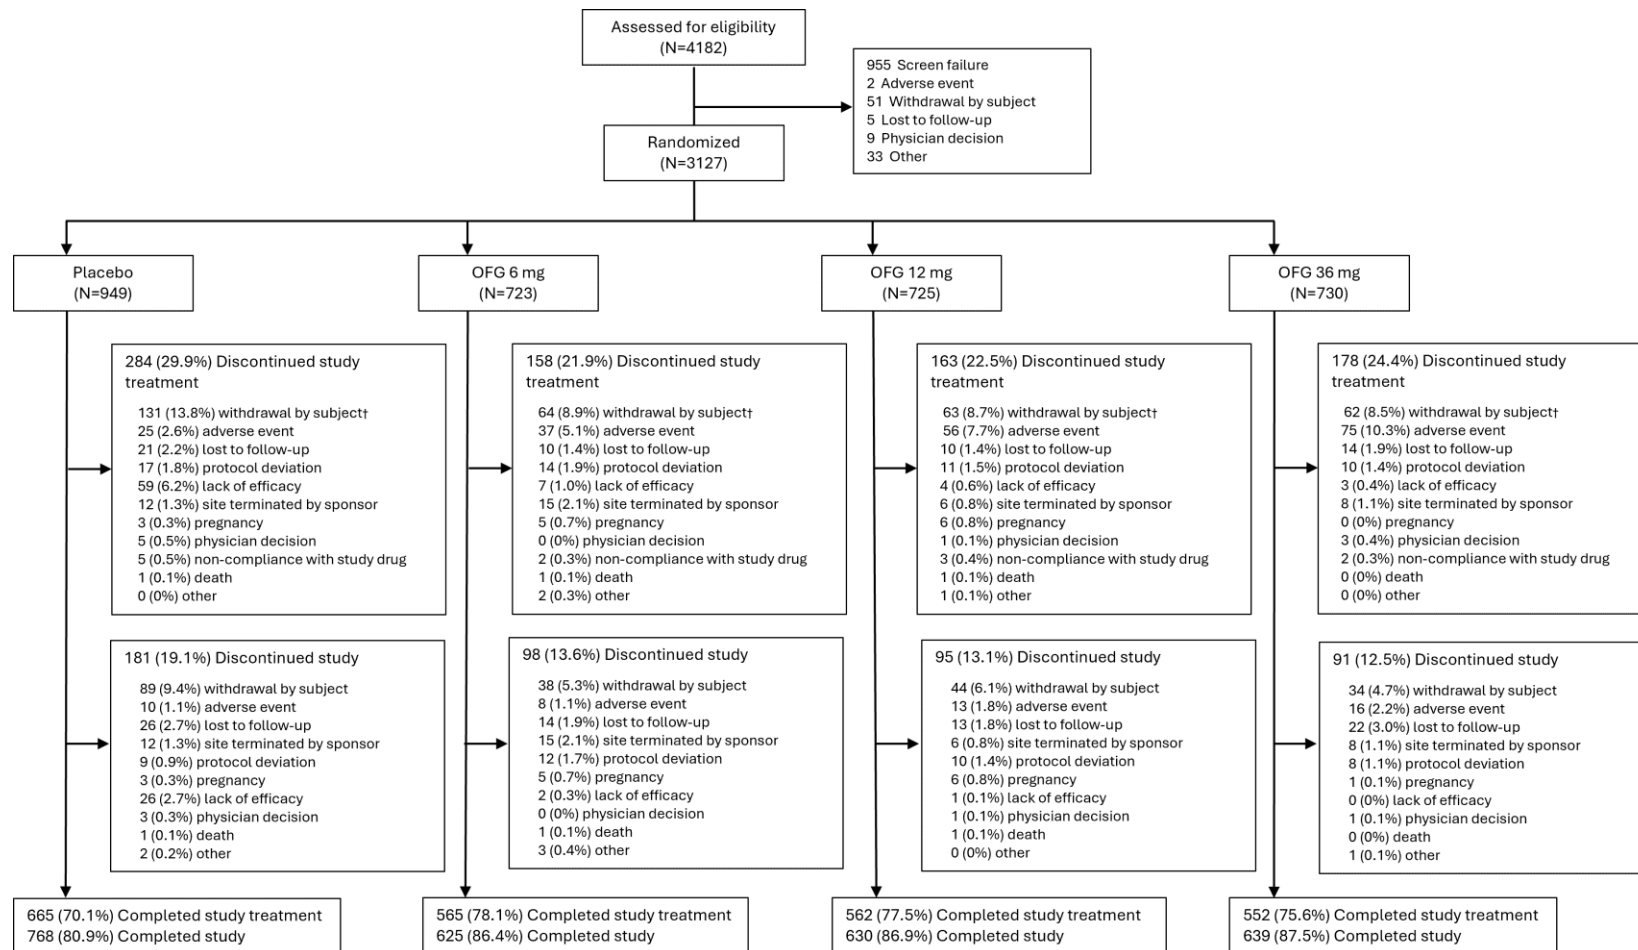 Assessed for eligibility
(N=4182)
955 Screen failure
2 Adverse event
51 Withdrawal by subject
5 Lost to follow-up
9 Physician decision
33 Other
Randomized
(N=3127)
Placebo
(N=949)
OFG 6 mg
(N=723)
OFG 12 mg
(N=725)
OFG 36 mg
(N=730)
284 (29.9%) Discontinued study
treatment
131 (13.8%) withdrawal by subject†
25 (2.6%) adverse event
21 (2.2%) lost to follow-up
17 (1.8%) protocol deviation
59 (6.2%) lack of efficacy
12 (1.3%) site terminated by sponsor
3 (0.3%) pregnancy
5 (0.5%) physician decision
5 (0.5%) non-compliance with study drug
1 (0.1%) death
0 (0%) other
158 (21.9%) Discontinued study
treatment
64 (8.9%) withdrawal by subject†
37 (5.1%) adverse event
10 (1.4%) lost to follow-up
14 (1.9%) protocol deviation
7 (1.0%) lack of efficacy
15 (2.1%) site terminated by sponsor
5 (0.7%) pregnancy
0 (0%) physician decision
2 (0.3%) non-compliance with study drug
1 (0.1%) death
2 (0.3%) other
163 (22.5%) Discontinued study
treatment
63 (8.7%) withdrawal by subject†
56 (7.7%) adverse event
10 (1.4%) lost to follow-up
11 (1.5%) protocol deviation
4 (0.6%) lack of efficacy
6 (0.8%) site terminated by sponsor
6 (0.8%) pregnancy
1 (0.1%) physician decision
3 (0.4%) non-compliance with study drug
1 (0.1%) death
1 (0.1%) other
178 (24.4%) Discontinued study
treatment
62 (8.5%) withdrawal by subject†
75 (10.3%) adverse event
14 (1.9%) lost to follow-up
10 (1.4%) protocol deviation
3 (0.4%) lack of efficacy
8 (1.1%) site terminated by sponsor
0 (0%) pregnancy
3 (0.4%) physician decision
2 (0.3%) non-compliance with study drug
0 (0%) death
0 (0%) other
181 (19.1%) Discontinued study
89 (9.4%) withdrawal by subject
10 (1.1%) adverse event
26 (2.7%) lost to follow-up
12 (1.3%) site terminated by sponsor
9 (0.9%) protocol deviation
3 (0.3%) pregnancy
26 (2.7%) lack of efficacy
3 (0.3%) physician decision
1 (0.1%) death
2 (0.2%) other
98 (13.6%) Discontinued study
38 (5.3%) withdrawal by subject
8 (1.1%) adverse event
14 (1.9%) lost to follow-up
15 (2.1%) site terminated by sponsor
12 (1.7%) protocol deviation
5 (0.7%) pregnancy
2 (0.3%) lack of efficacy
0 (0%) physician decision
1 (0.1%) death
3 (0.4%) other
95 (13.1%) Discontinued study
44 (6.1%) withdrawal by subject
13 (1.8%) adverse event
13 (1.8%) lost to follow-up
6 (0.8%) site terminated by sponsor
10 (1.4%) protocol deviation
6 (0.8%) pregnancy
1 (0.1%) lack of efficacy
1 (0.1%) physician decision
1 (0.1%) death
0 (0%) other
91 (12.5%) Discontinued study
34 (4.7%) withdrawal by subject
16 (2.2%) adverse event
22 (3.0%) lost to follow-up
8 (1.1%) site terminated by sponsor
8 (1.1%) protocol deviation
1 (0.1%) pregnancy
0 (0%) lack of efficacy
1 (0.1%) physician decision
0 (0%) death
1 (0.1%) other
665 (70.1%) Completed study treatment
768 (80.9%) Completed study
565 (78.1%) Completed study treatment
625 (86.4%) Completed study
562 (77.5%) Completed study treatment
630 (86.9%) Completed study
552 (75.6%) Completed study treatment
639 (87.5%) Completed study